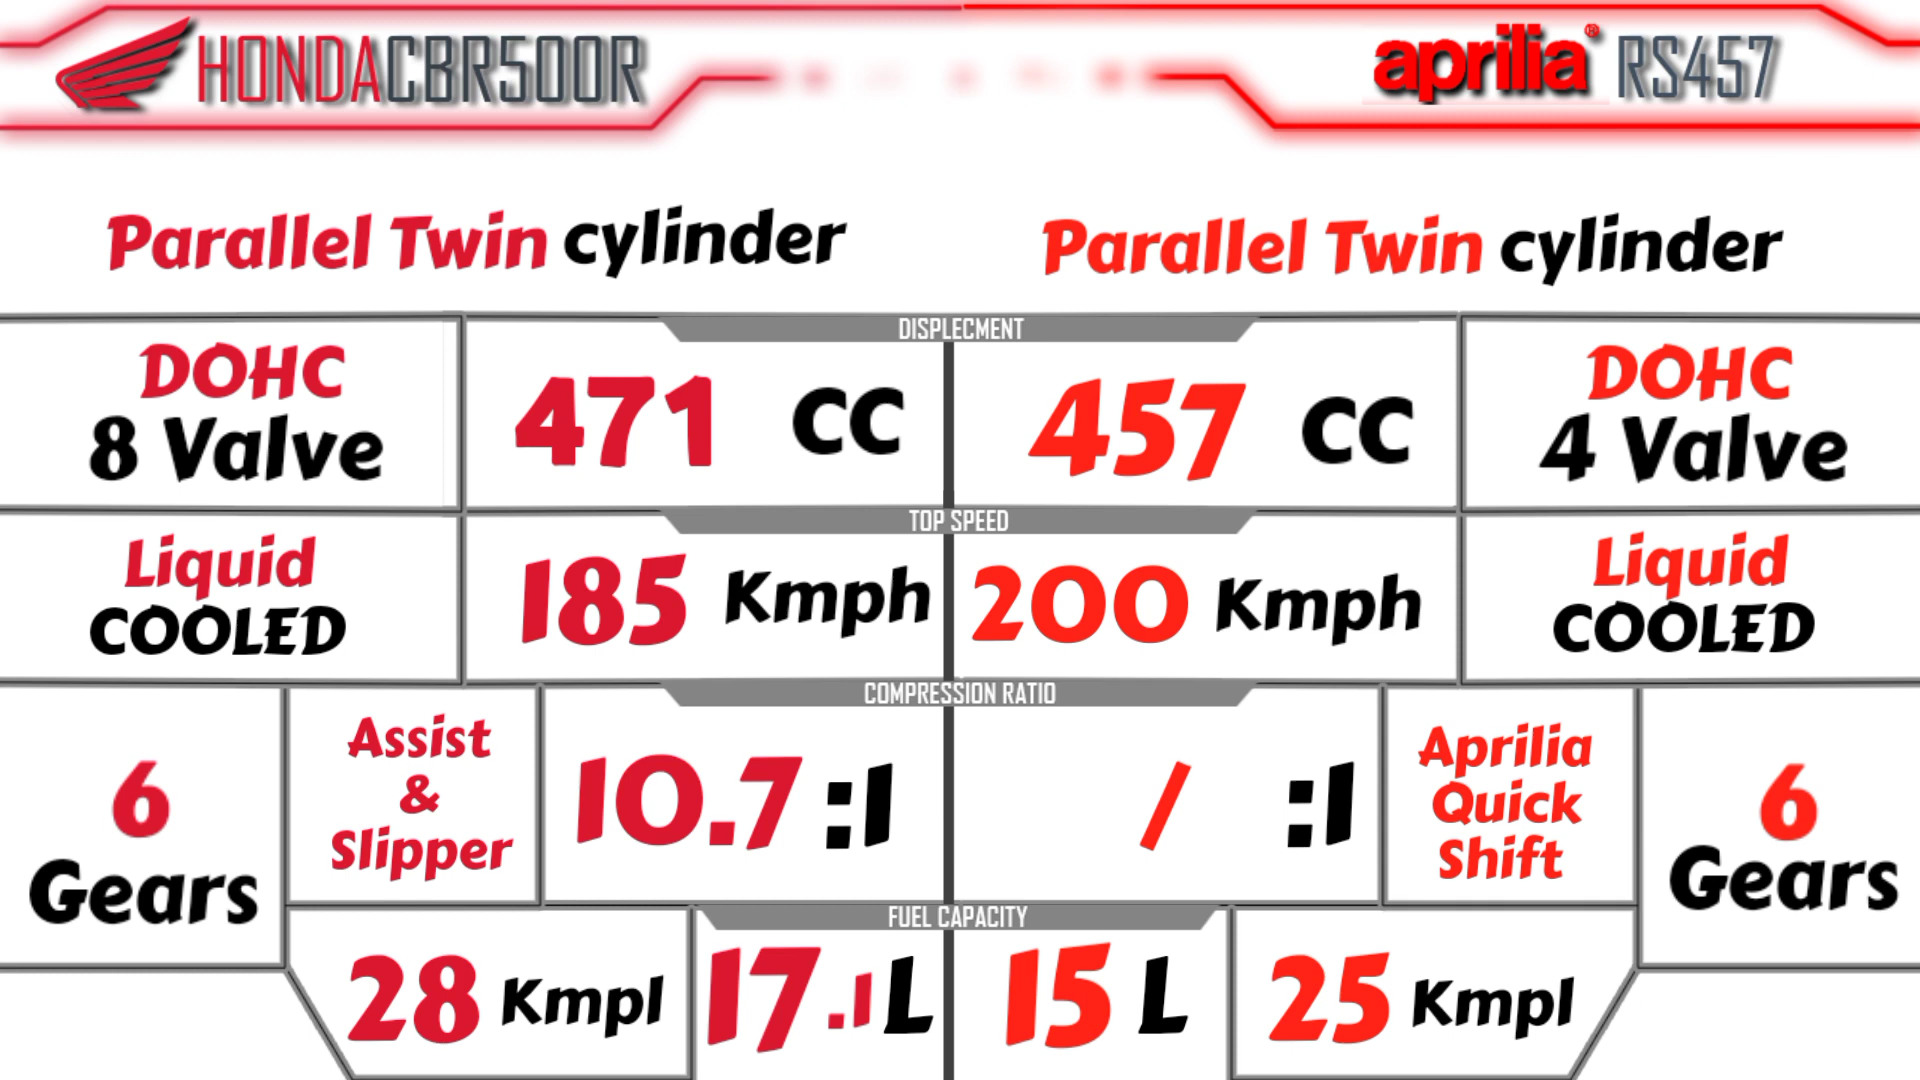 HONDACBR500R
aprilia® RS457
Parallel Twin cylinder
Parallel Twin cylinder
DISPLECMENT
DOHC
8 Valve
471 CC
457 CC
DOHC
4 Valve
TOP SPEED
Liquid
COOLED
185 Kmph
200 Kmph
Liquid
COOLED
COMPRESSION RATIO
6
Gears
Assist
&
Slipper
10.7 :1
/ :1
Aprilia
Quick
Shift
6
Gears
FUEL CAPACITY
28 Kmpl
17.1 L
15 L
25 Kmpl